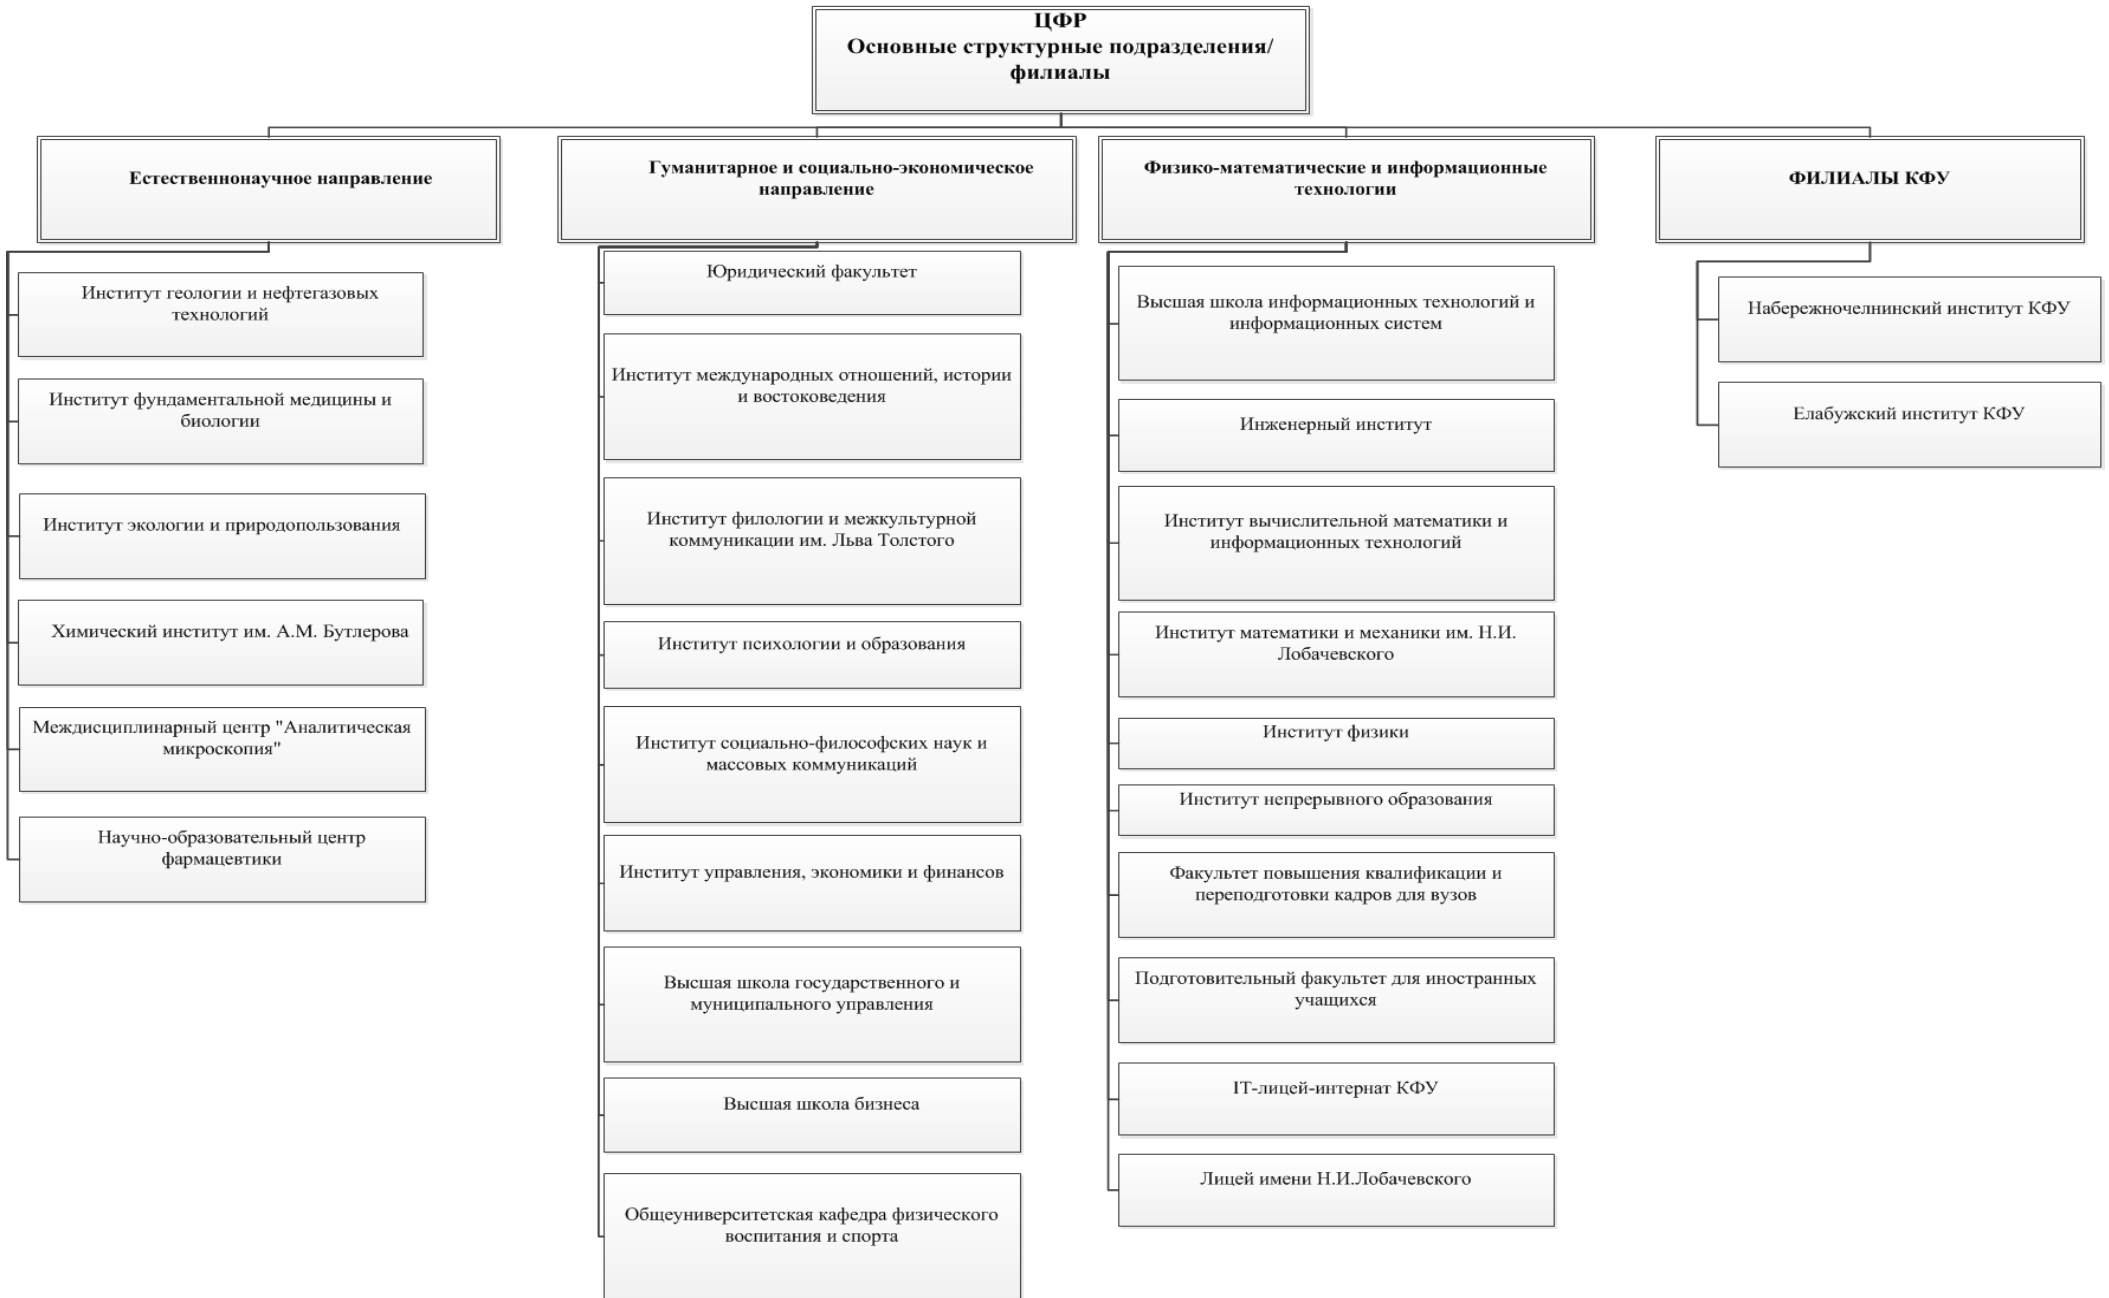 ЦФР
Основные структурные подразделения/
филиалы
Естественнонаучное направление
Институт геологии и нефтегазовых
технологий
Институт фундаментальной медицины и
биологии
Институт экологии и природопользования
Химический институт им. А.М. Бутлерова
Междисциплинарный центр "Аналитическая
микроскопия"
Научно-образовательный центр
фармацевтики
Гуманитарное и социально-экономическое
направление
Юридический факультет
Институт международных отношений, истории
и востоковедения
Институт филологии и межкультурной
коммуникации им. Льва Толстого
Институт психологии и образования
Институт социально-философских наук и
массовых коммуникаций
Институт управления, экономики и финансов
Высшая школа государственного и
муниципального управления
Высшая школа бизнеса
Общеуниверситетская кафедра физического
воспитания и спорта
Физико-математические и информационные
технологии
Высшая школа информационных технологий и
информационных систем
Инженерный институт
Институт вычислительной математики и
информационных технологий
Институт математики и механики им. Н.И.
Лобачевского
Институт физики
Институт непрерывного образования
Факультет повышения квалификации и
переподготовки кадров для вузов
Подготовительный факультет для иностранных
учащихся
IT-лицей-интернат КФУ
Лицей имени Н.И.Лобачевского
ФИЛИАЛЫ КФУ
Набережночелнинский институт КФУ
Елабужский институт КФУ